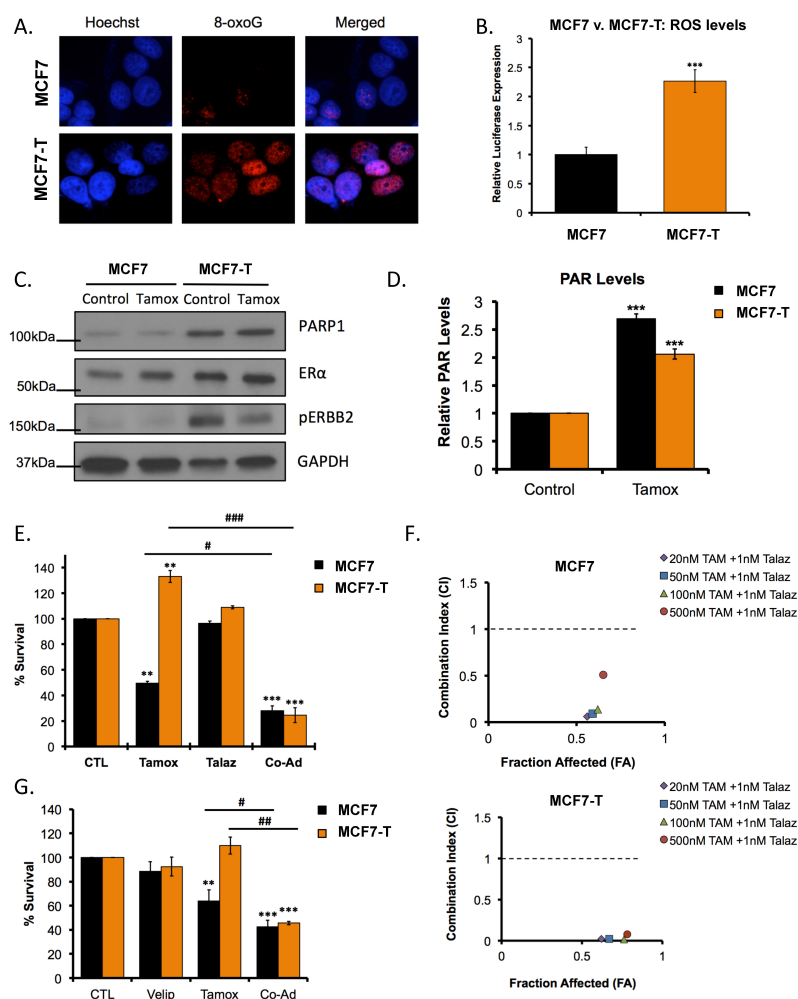 A.
Hoechst 8-oxoG Merged
MCF7
MCF7-T
B.
MCF7 v. MCF7-T: ROS levels
Relative Luciferase Expression
3
2.5
2
1.5
1
0.5
0
***
MCF7 MCF7-T
C.
MCF7 MCF7-T
Control Tamox Control Tamox
100kDa PARP1
50kDa ERα
150kDa pERBB2
37kDa GAPDH
D.
PAR Levels
MCF7
MCF7-T
Relative PAR Levels
3
2.5
2
1.5
1
0.5
0
***
***
Control Tamox
E.
###
#
MCF7
MCF7-T
% Survival
140
120
100
80
60
40
20
0
**
**
*** ***
CTL Tamox Talaz Co-Ad
F.
MCF7
20nM TAM +1nM Talaz
50nM TAM +1nM Talaz
100nM TAM +1nM Talaz
500nM TAM +1nM Talaz
Combination Index (CI)
1.5
1
0.5
0
0 0.5 1
Fraction Affected (FA)
MCF7-T
20nM TAM +1nM Talaz
50nM TAM +1nM Talaz
100nM TAM +1nM Talaz
500nM TAM +1nM Talaz
Combination Index (CI)
1.5
1
0.5
0
0 0.5 1
Fraction Affected (FA)
G.
#
##
MCF7
MCF7-T
% Survival
140
120
100
80
60
40
20
0
**
*** ***
CTL Velip Tamox Co-Ad